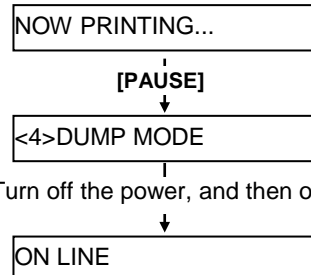 NOW PRINTING...
[PAUSE]
<4>DUMP MODE
Turn off the power, and then o
ON LINE